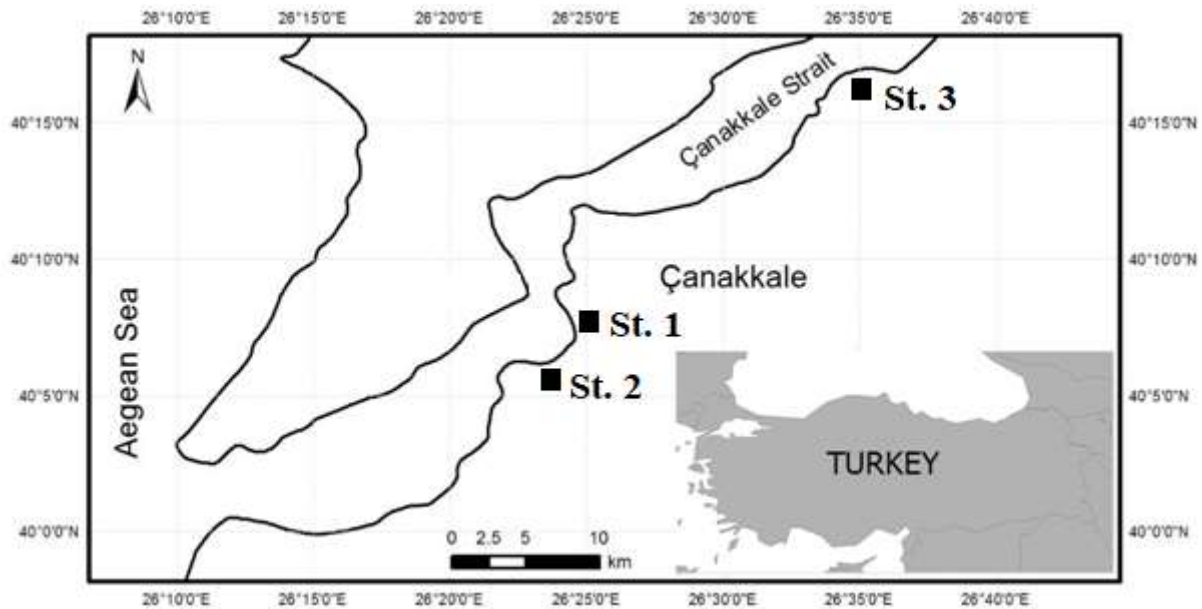 26°10'0"E 26°15'0"E 26°20'0"E 26°25'0"E 26°30'0"E 26°35'0"E 26°40'0"E
N
Çanakkale Strait
St. 3
40°15'0"N 40°15'0"N
40°10'0"N 40°10'0"N
Çanakkale
Aegean Sea
St. 1
St. 2
40°5'0"N 40°5'0"N
TURKEY
40°0'0"N 40°0'0"N
0 2.5 5 10
km
26°10'0"E 26°15'0"E 26°20'0"E 26°25'0"E 26°30'0"E 26°35'0"E 26°40'0"E